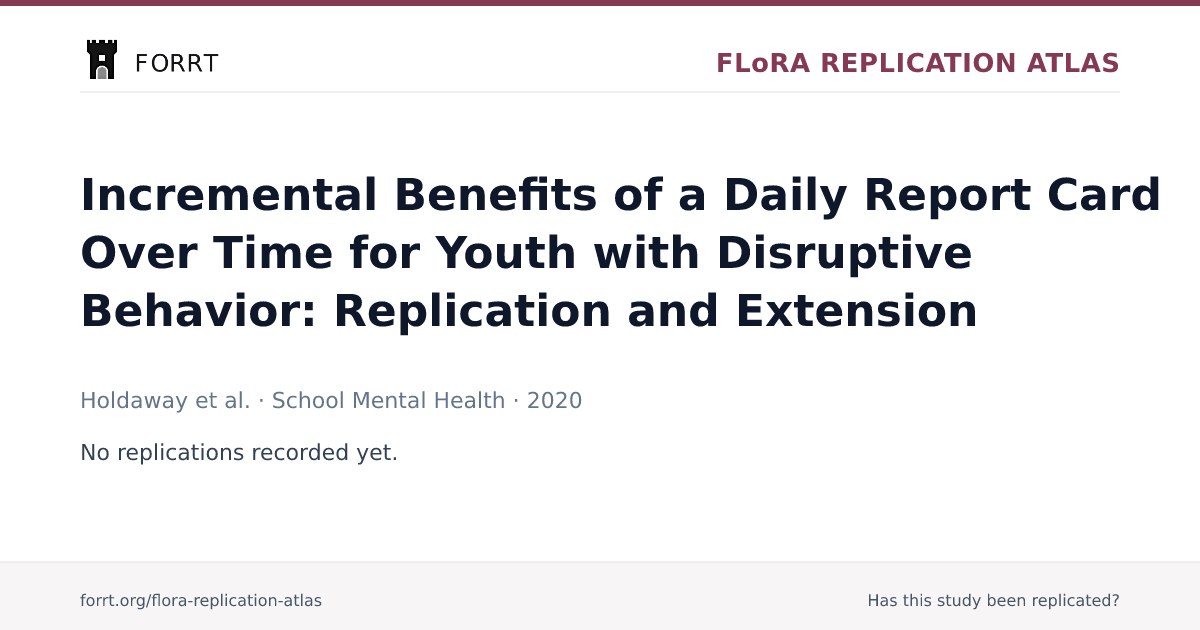 FORRT
FLoRA REPLICATION ATLAS
Incremental Benefits of a Daily Report Card
Over Time for Youth with Disruptive
Behavior: Replication and Extension
Holdaway et al. · School Mental Health · 2020
No replications recorded yet.
forrt.org/flora-replication-atlas
Has this study been replicated?